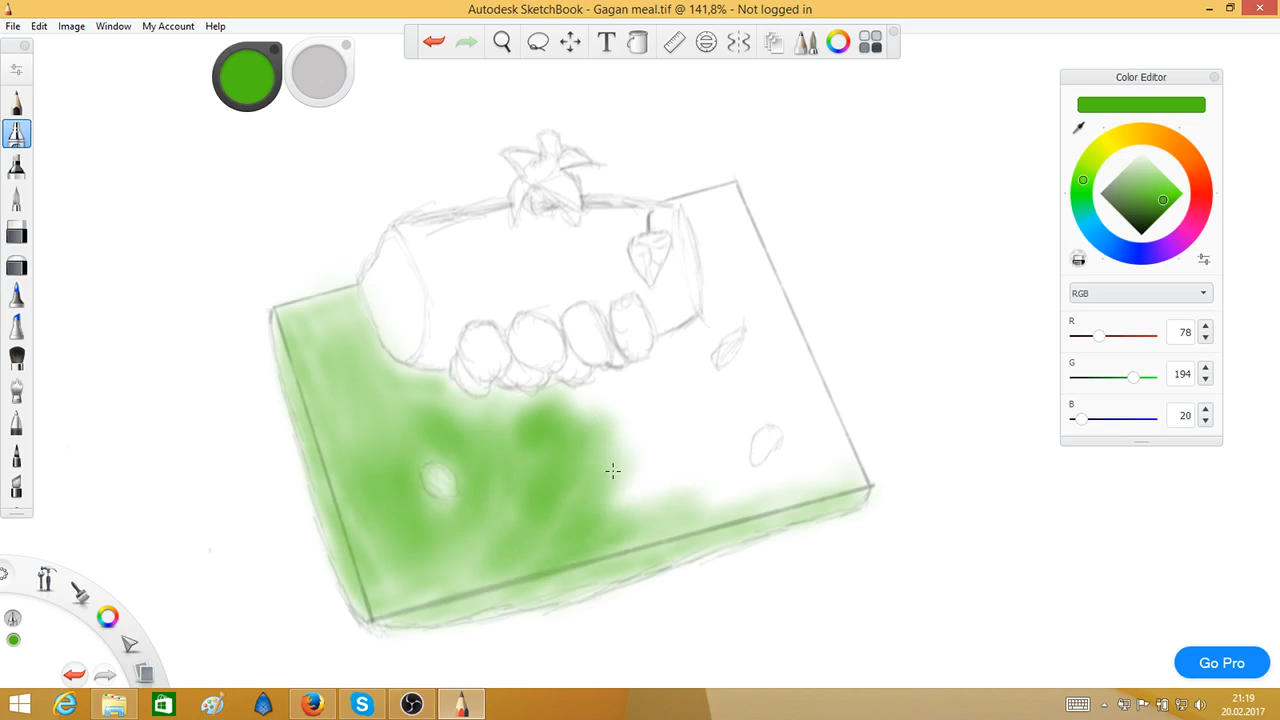 Autodesk SketchBook - Gagan meal.tif @ 141,8% - Not logged in
File Edit Image Window My Account Help
T
Color Editor
RGB
R 78
G 194
B 20
Go Pro
21:19
20.02.2017